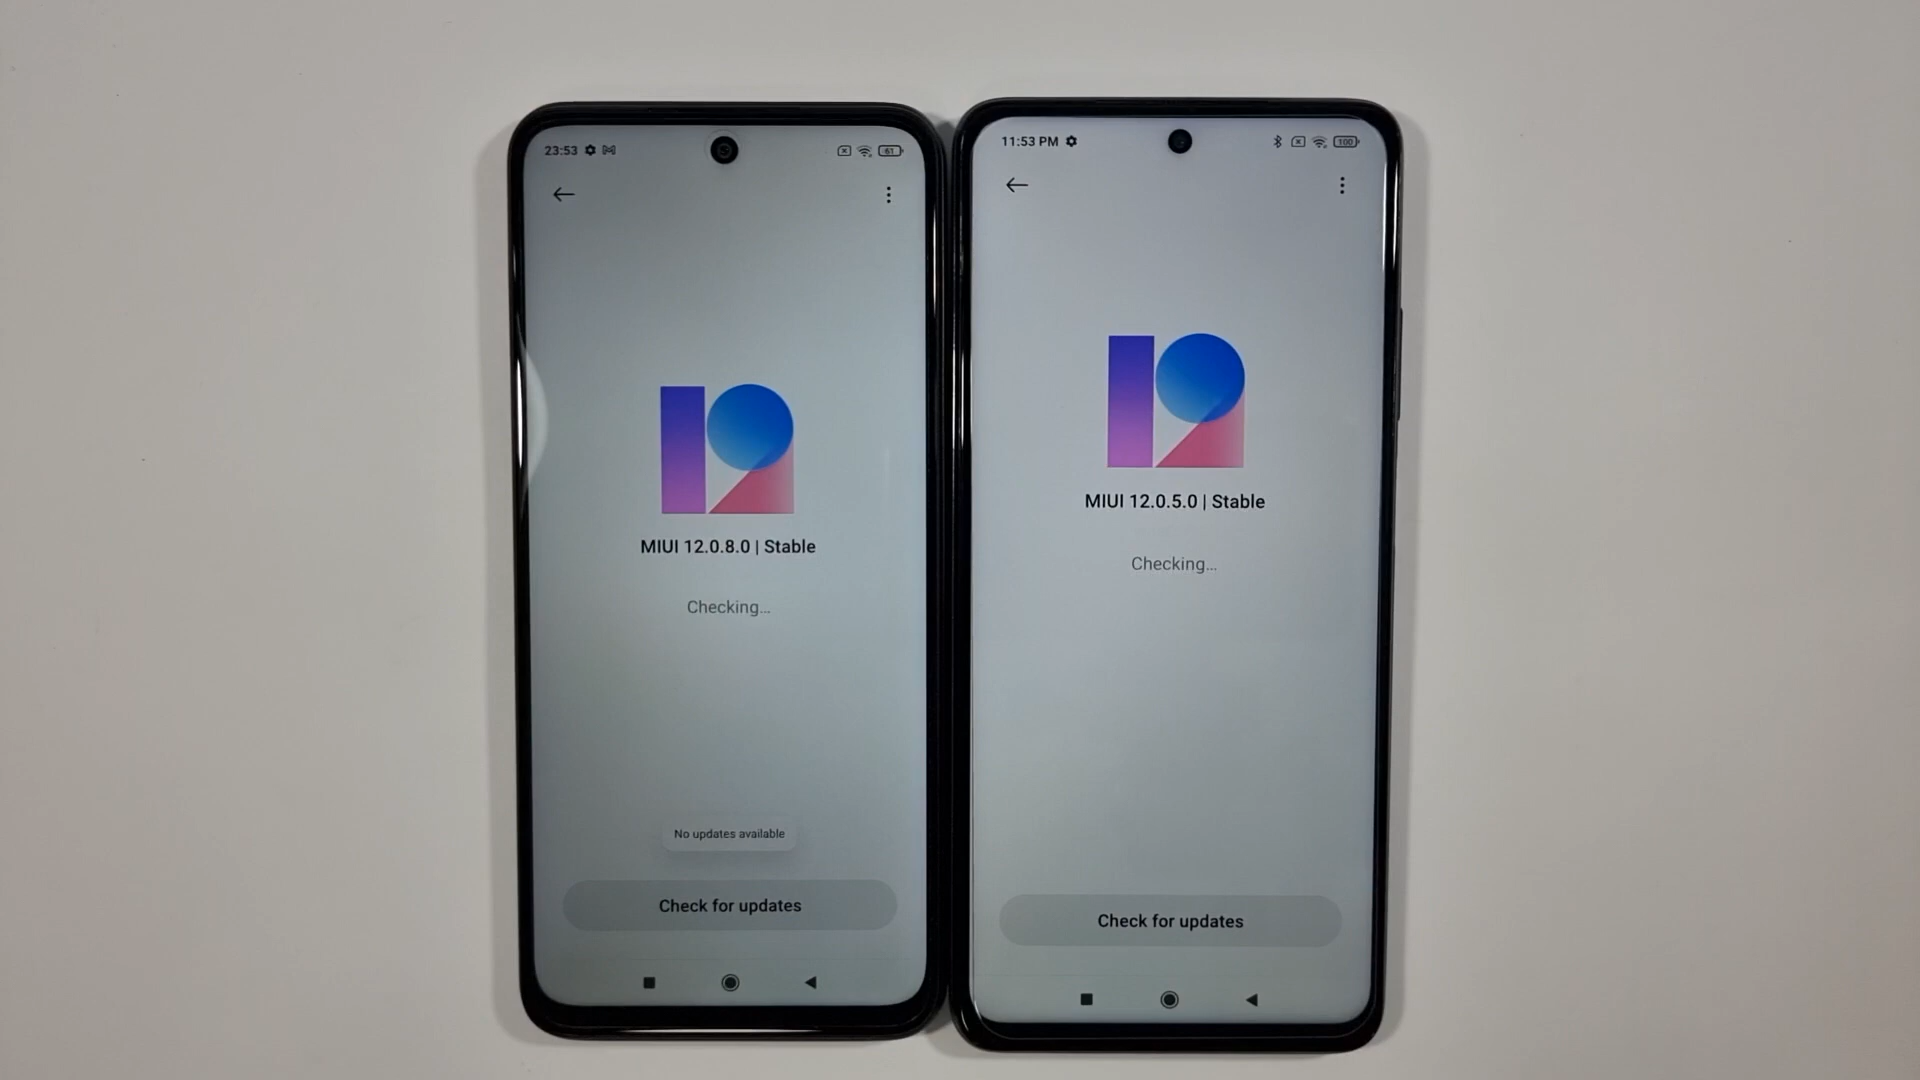 23:53
61
MIUI 12.0.8.0 | Stable
Checking...
No updates available
Check for updates
11:53 PM
100
MIUI 12.0.5.0 | Stable
Checking...
Check for updates